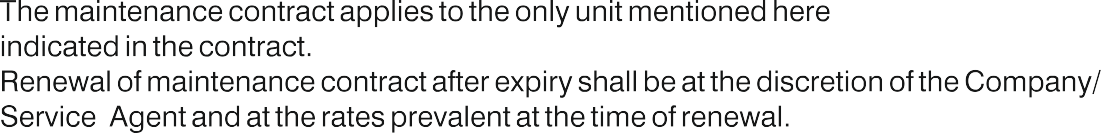 The maintenance contract applies to the only unit mentioned here
indicated in the contract.
Renewal of maintenance contract after expiry shall be at the discretion of the Company/
Service Agent and at the rates prevalent at the time of renewal.